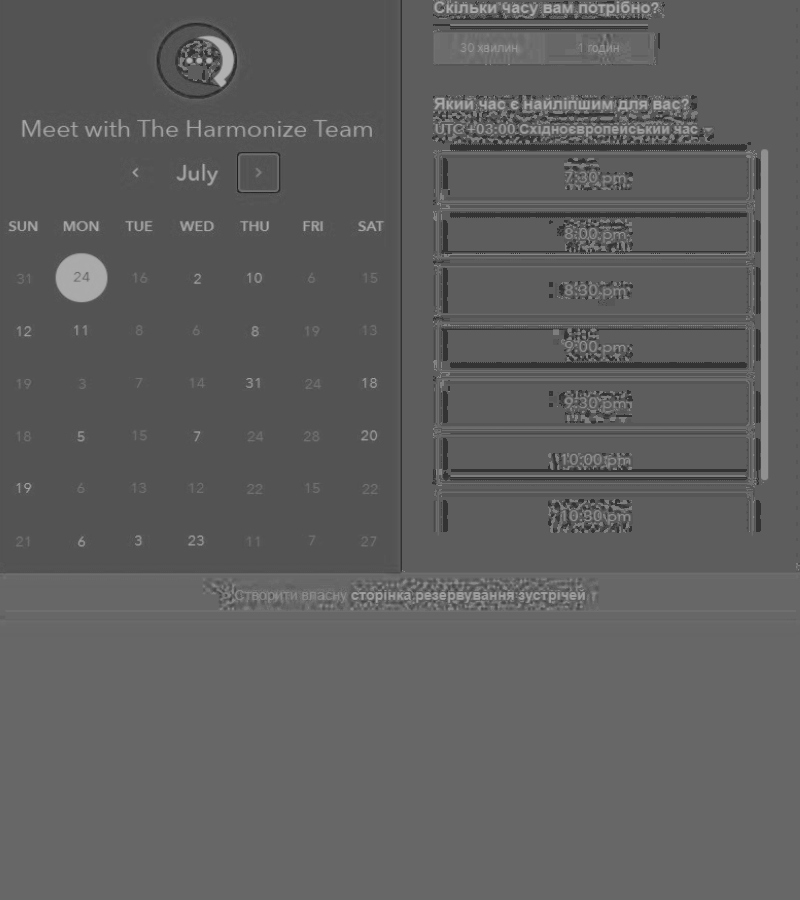 Meet with The Harmonize Team
July
SUN MON TUE WED THU FRI SAT
31 24 16 2 10 6 15
12 11 8 6 8 19 13
19 3 7 14 31 24 18
18 5 15 7 24 28 20
19 6 13 12 22 15 22
21 6 3 23 11 7 27
Скільки часу вам потрібно?
30 хвилин 1 годин
Який час є найліпшим для вас?
UTC +03:00 Східноєвропейський час
7:30 pm
8:00 pm
8:30 pm
9:00 pm
9:30 pm
10:00 pm
10:30 pm
Створити власну сторінка резервування зустрічей